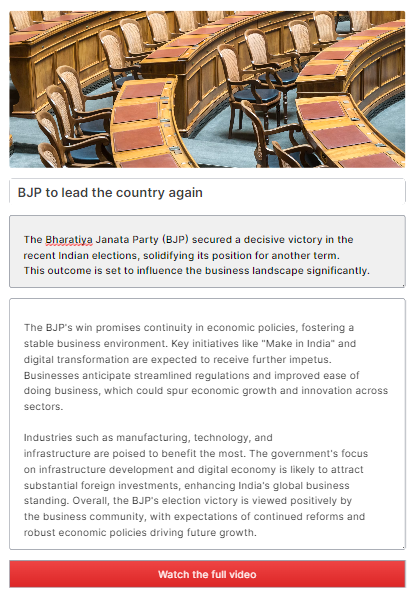 BJP to lead the country again
The Bharatiya Janata Party (BJP) secured a decisive victory in the
recent Indian elections, solidifying its position for another term.
This outcome is set to influence the business landscape significantly.
The BJP's win promises continuity in economic policies, fostering a
stable business environment. Key initiatives like "Make in India" and
digital transformation are expected to receive further impetus.
Businesses anticipate streamlined regulations and improved ease of
doing business, which could spur economic growth and innovation across
sectors.
Industries such as manufacturing, technology, and
infrastructure are poised to benefit the most. The government's focus
on infrastructure development and digital economy is likely to attract
substantial foreign investments, enhancing India's global business
standing. Overall, the BJP's election victory is viewed positively by
the business community, with expectations of continued reforms and
robust economic policies driving future growth.
Watch the full video